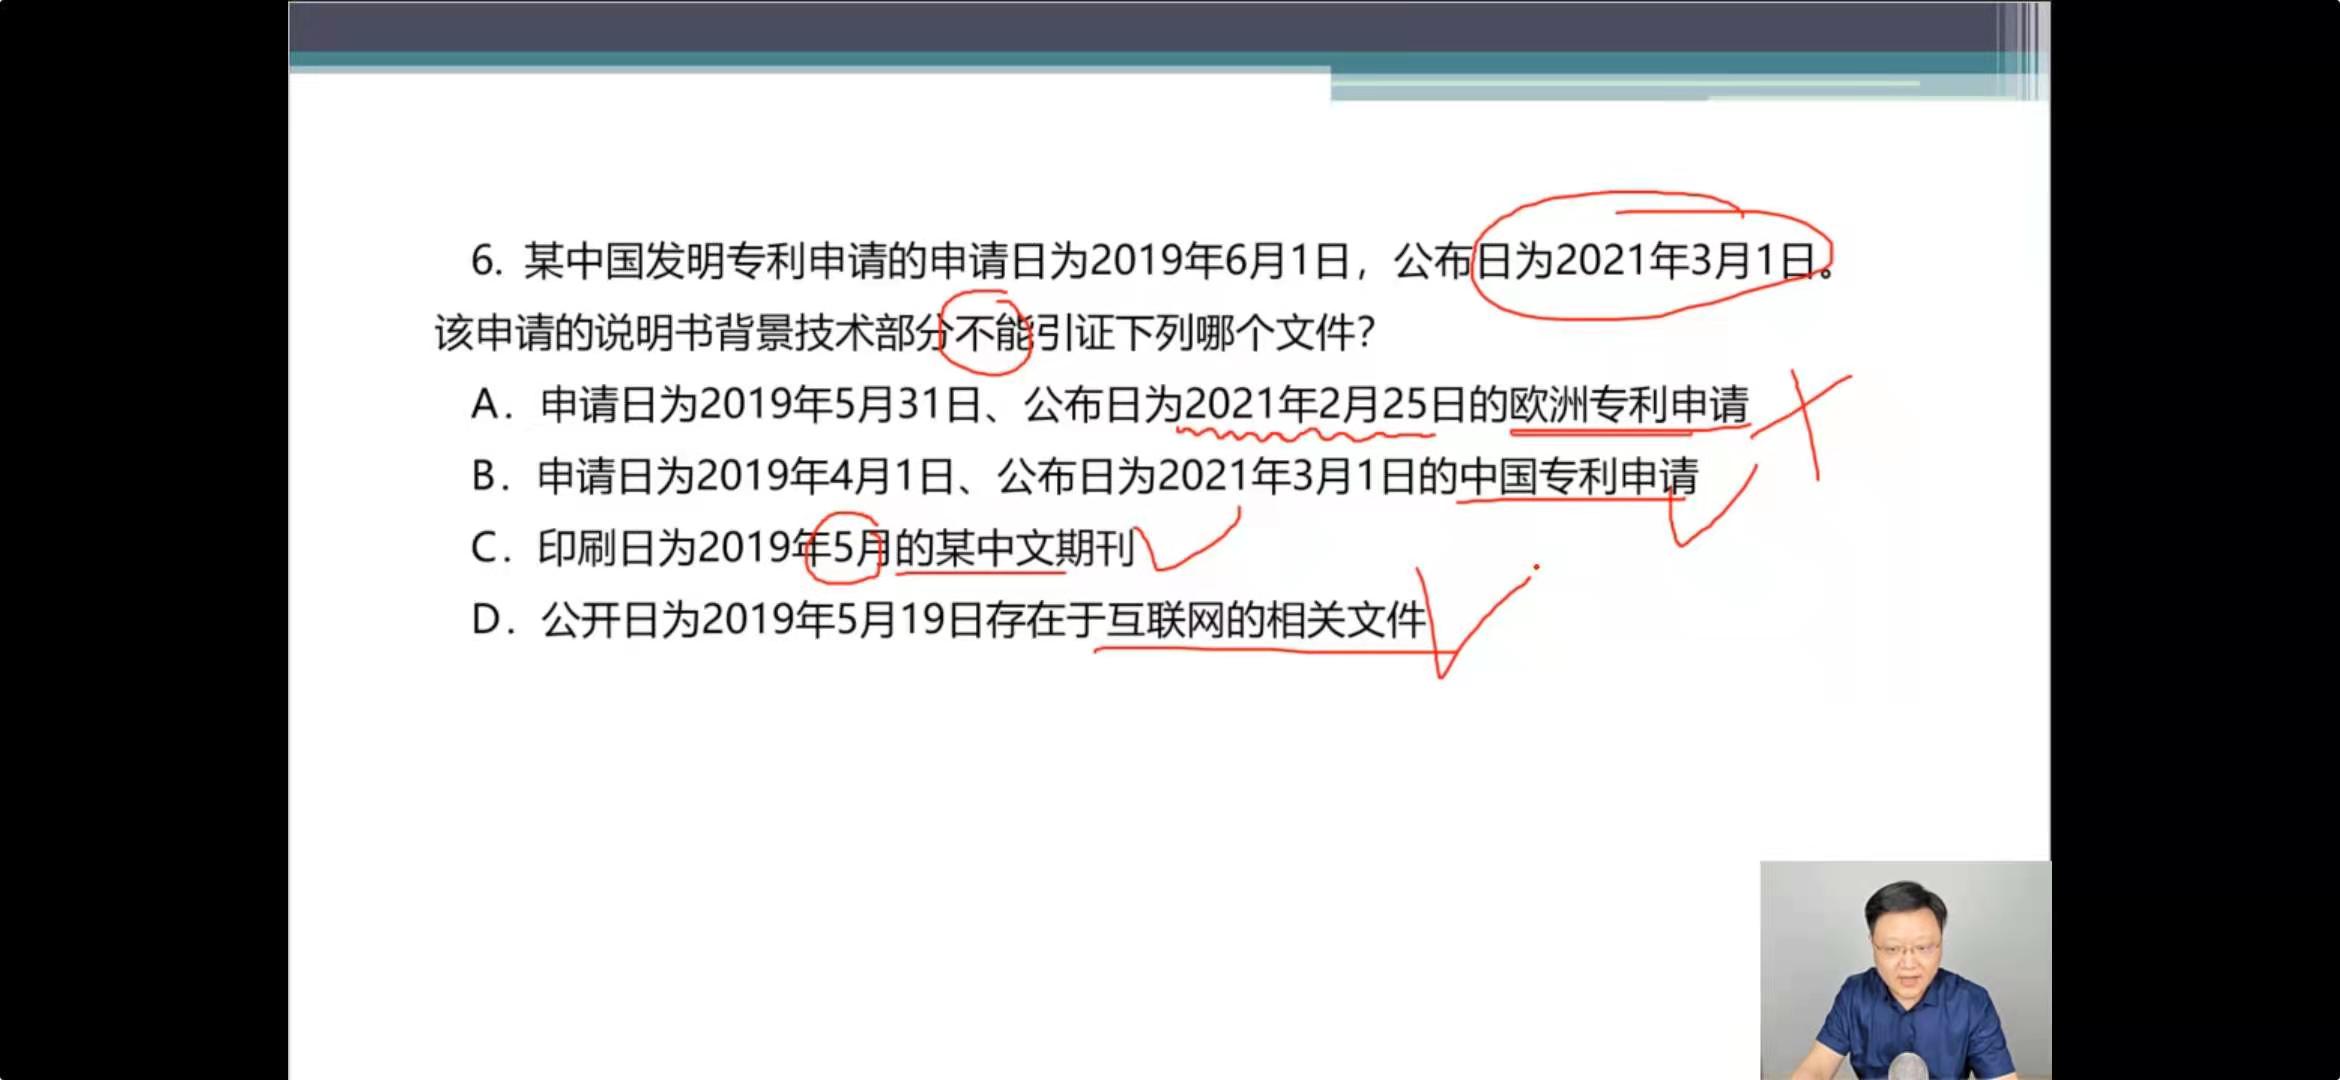 6. 某中国发明专利申请的申请日为2019年6月1日，公布日为2021年3月1日。
该申请的说明书背景技术部分不能引证下列哪个文件？
A．申请日为2019年5月31日、公布日为2021年2月25日的欧洲专利申请
B．申请日为2019年4月1日、公布日为2021年3月1日的中国专利申请
C．印刷日为2019年5月的某中文期刊
D．公开日为2019年5月19日存在于互联网的相关文件